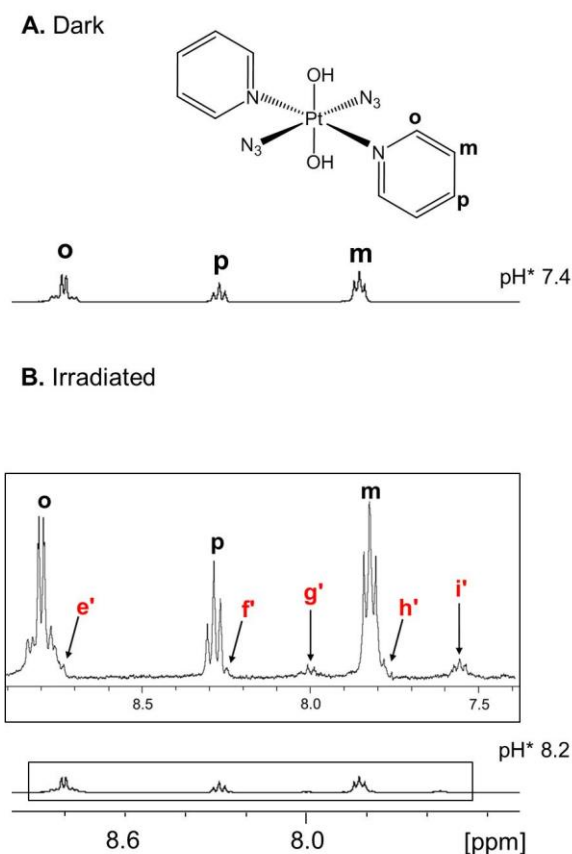 A. Dark
OH
N N₃
Pt o
N₃ N m
OH
p
o p m
pH* 7.4
B. Irradiated
o p m
e' f' g' h' i'
8.5 8.0 7.5
pH* 8.2
8.6 8.0 [ppm]